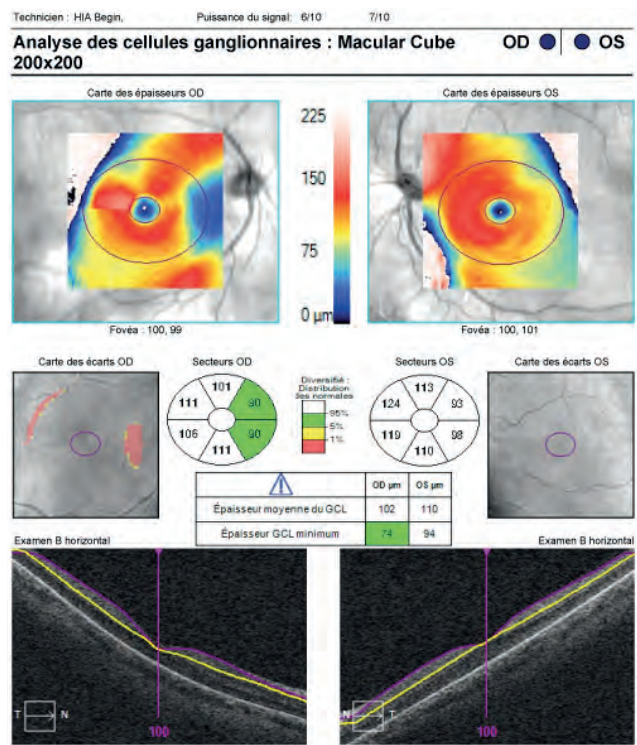 Technicien : HIA Begin, Puissance du signal: 6/10 7/10
Analyse des cellules ganglionnaires : Macular Cube 200x200 OD OS
Carte des épaisseurs OD
Carte des épaisseurs OS
225
150
75
0 µm
Fovéa : 100, 99
Fovéa : 100, 101
Carte des écarts OD
Secteurs OD
Diversifié :
Distribution
des normales
Secteurs OS
Carte des écarts OS
101
111 90
106 90
111
95%
5%
1%
113
124 93
119 98
110
OD µm OS µm
Épaisseur moyenne du GCL 102 110
Épaisseur GCL minimum 74 94
Examen B horizontal
Examen B horizontal
T N
100
N T
100